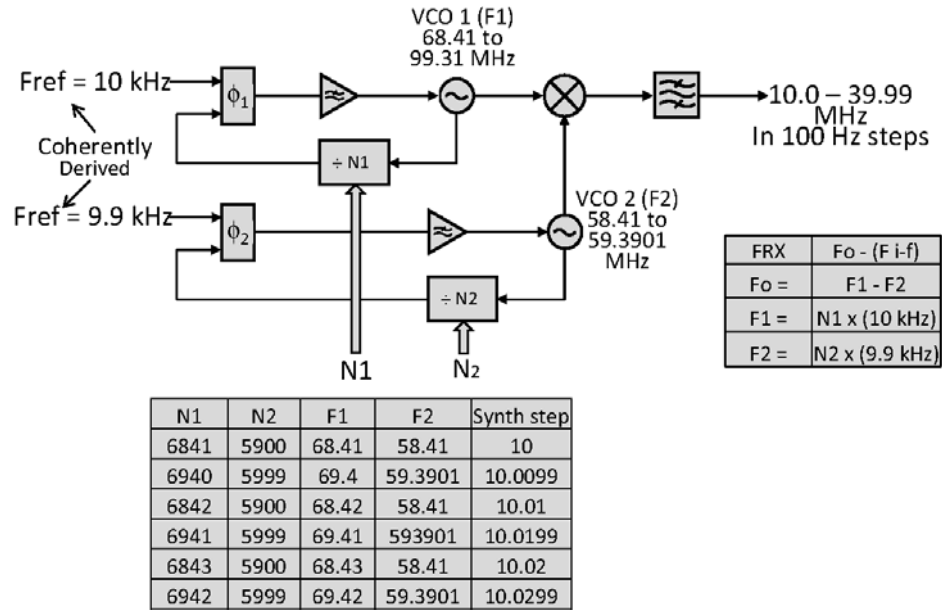 VCO 1 (F1)
68.41 to
99.31 MHz
Fref = 10 kHz
ϕ1
÷ N1
Coherently
Derived
10.0 – 39.99
MHz
In 100 Hz steps
Fref = 9.9 kHz
ϕ2
÷ N2
VCO 2 (F2)
58.41 to
59.3901
MHz
N1
N2
FRX Fo - (F i-f)
Fo = F1 - F2
F1 = N1 x (10 kHz)
F2 = N2 x (9.9 kHz)
N1 N2 F1 F2 Synth step
6841 5900 68.41 58.41 10
6940 5999 69.4 59.3901 10.0099
6842 5900 68.42 58.41 10.01
6941 5999 69.41 593901 10.0199
6843 5900 68.43 58.41 10.02
6942 5999 69.42 59.3901 10.0299